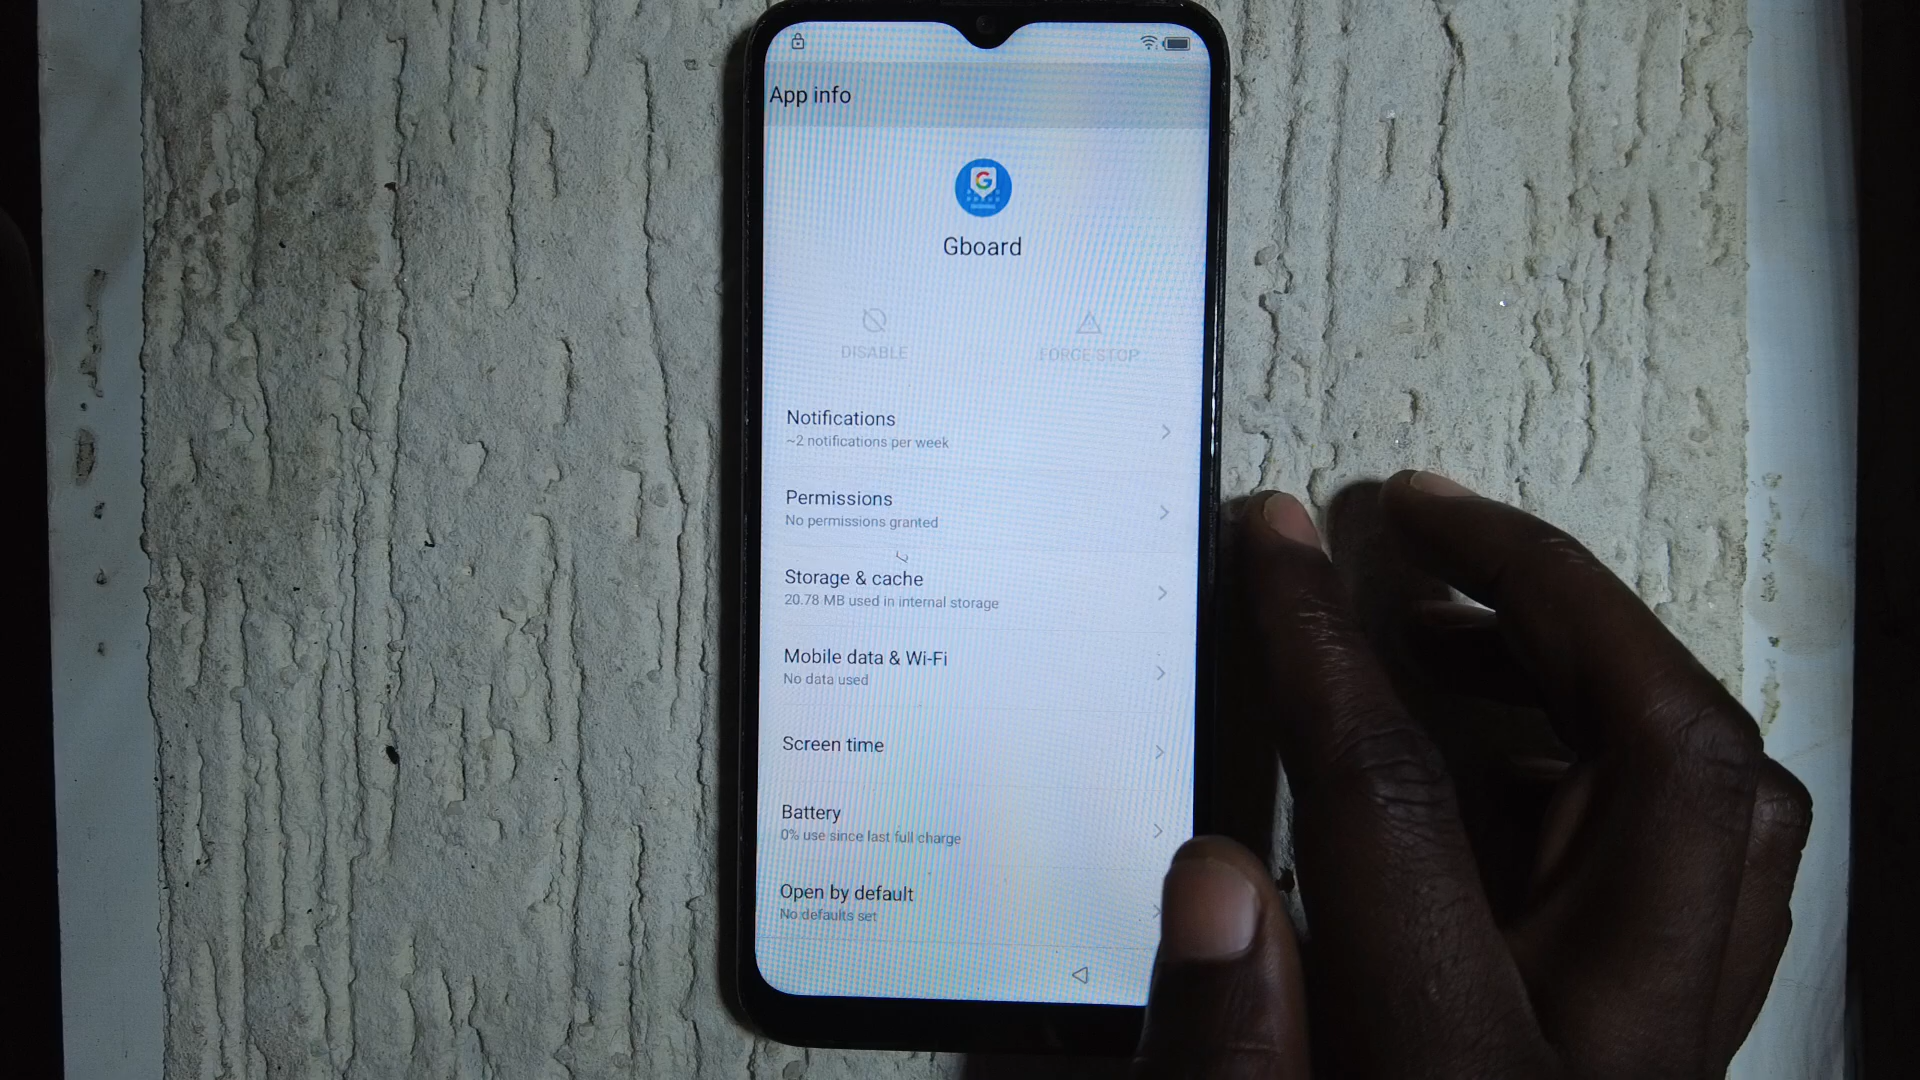 App info
G
Gboard
DISABLE
FORCE STOP
Notifications
~2 notifications per week
Permissions
No permissions granted
Storage & cache
20.78 MB used in internal storage
Mobile data & Wi-Fi
No data used
Screen time
Battery
0% use since last full charge
Open by default
No defaults set